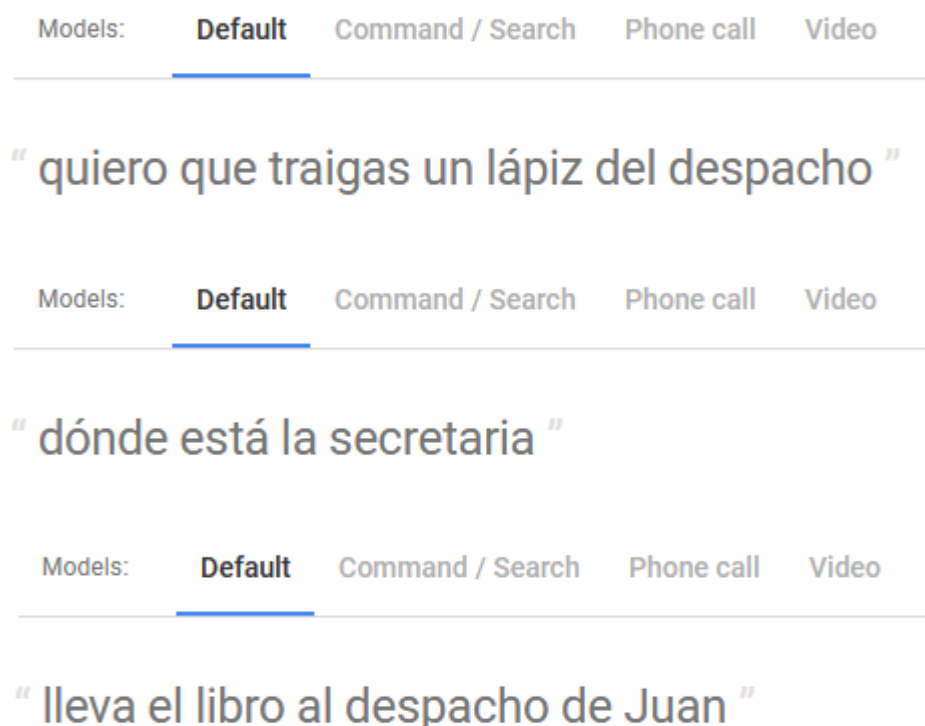 Models: Default Command / Search Phone call Video
“ quiero que traigas un lápiz del despacho ”
Models: Default Command / Search Phone call Video
“ dónde está la secretaria ”
Models: Default Command / Search Phone call Video
“ lleva el libro al despacho de Juan ”